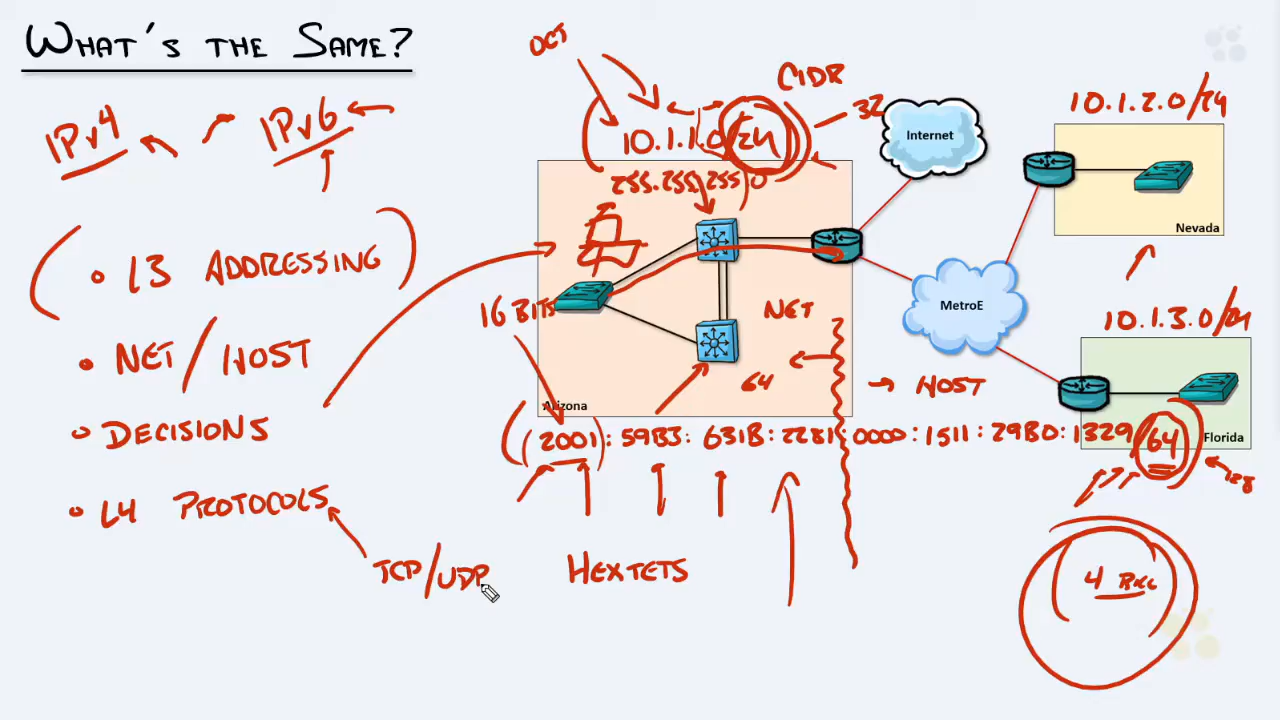 WHAT'S THE SAME?
IPv4
IPv6
• L3 ADDRESSING
• NET/HOST
• DECISIONS
• L4 PROTOCOLS
TCP/UDP
OCT
CIDR
10.1.1.0/24
32
255.255.255.0
Internet
10.1.2.0/24
Nevada
MetroE
10.1.3.0/24
Florida
16 BITS
NET
64
HOST
Arizona
2001:5983:6318:2281:0000:1511:2980:1329/64
128
HEXTETS
4